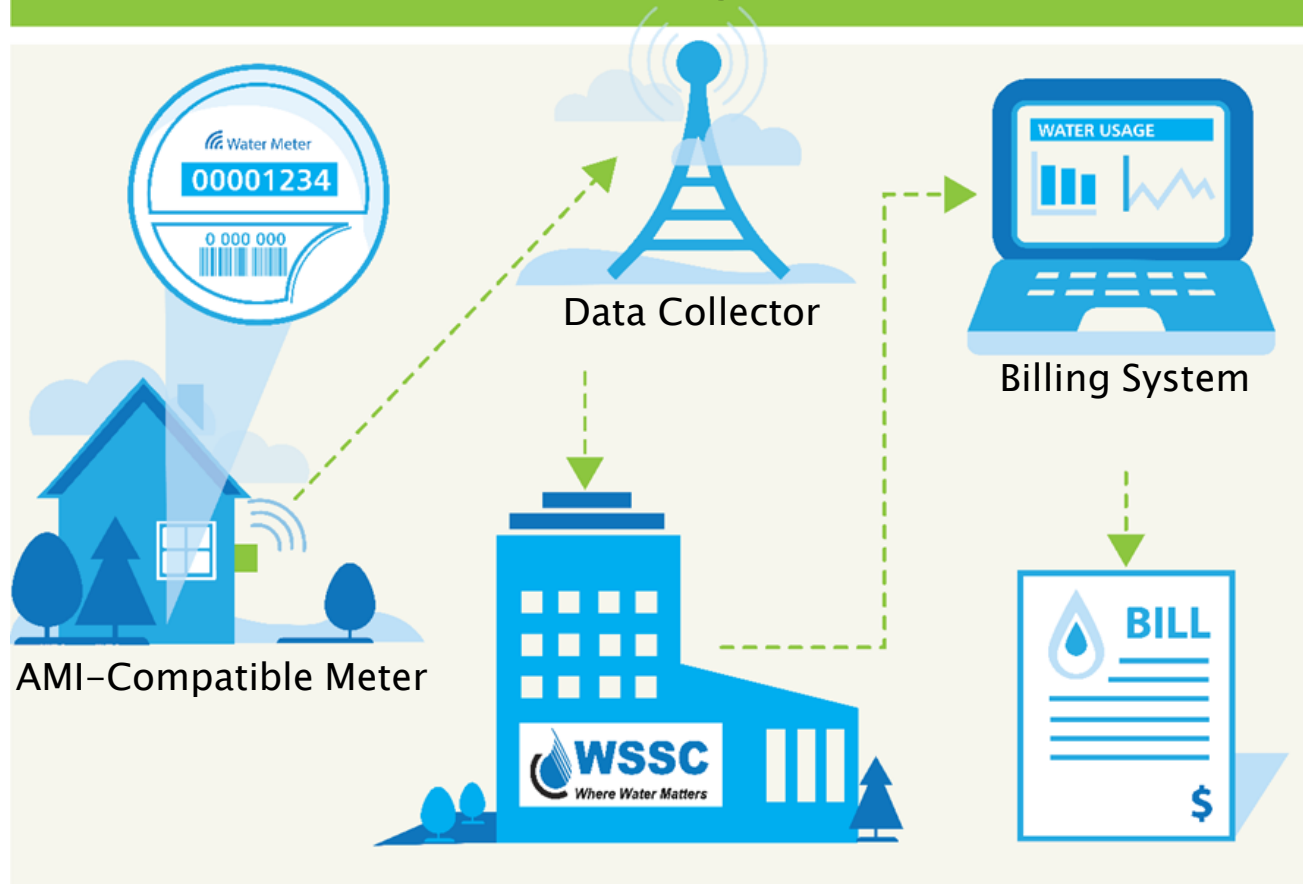 Water Meter
00001234
0 000 000
AMI-Compatible Meter
Data Collector
WATER USAGE
Billing System
WSSC
Where Water Matters
BILL
$